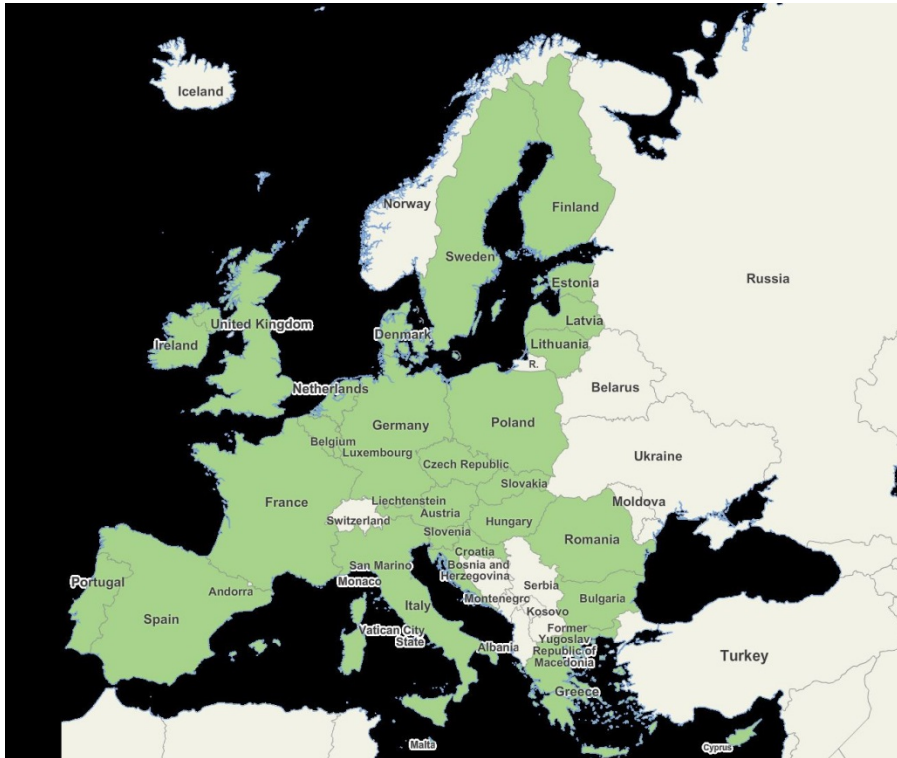 Iceland
Norway
Finland
Sweden
Russia
Estonia
Latvia
Lithuania
R.
United Kingdom
Ireland
Denmark
Belarus
Netherlands
Germany
Poland
Belgium
Luxembourg
Czech Republic
Ukraine
Slovakia
Moldova
France
Liechtenstein
Austria
Switzerland
Hungary
Slovenia
Romania
Croatia
San Marino
Bosnia and
Herzegovina
Monaco
Serbia
Portugal
Andorra
Montenegro
Bulgaria
Spain
Italy
Kosovo
Vatican City
State
Former
Yugoslav
Republic of
Macedonia
Albania
Turkey
Greece
Malta
Cyprus